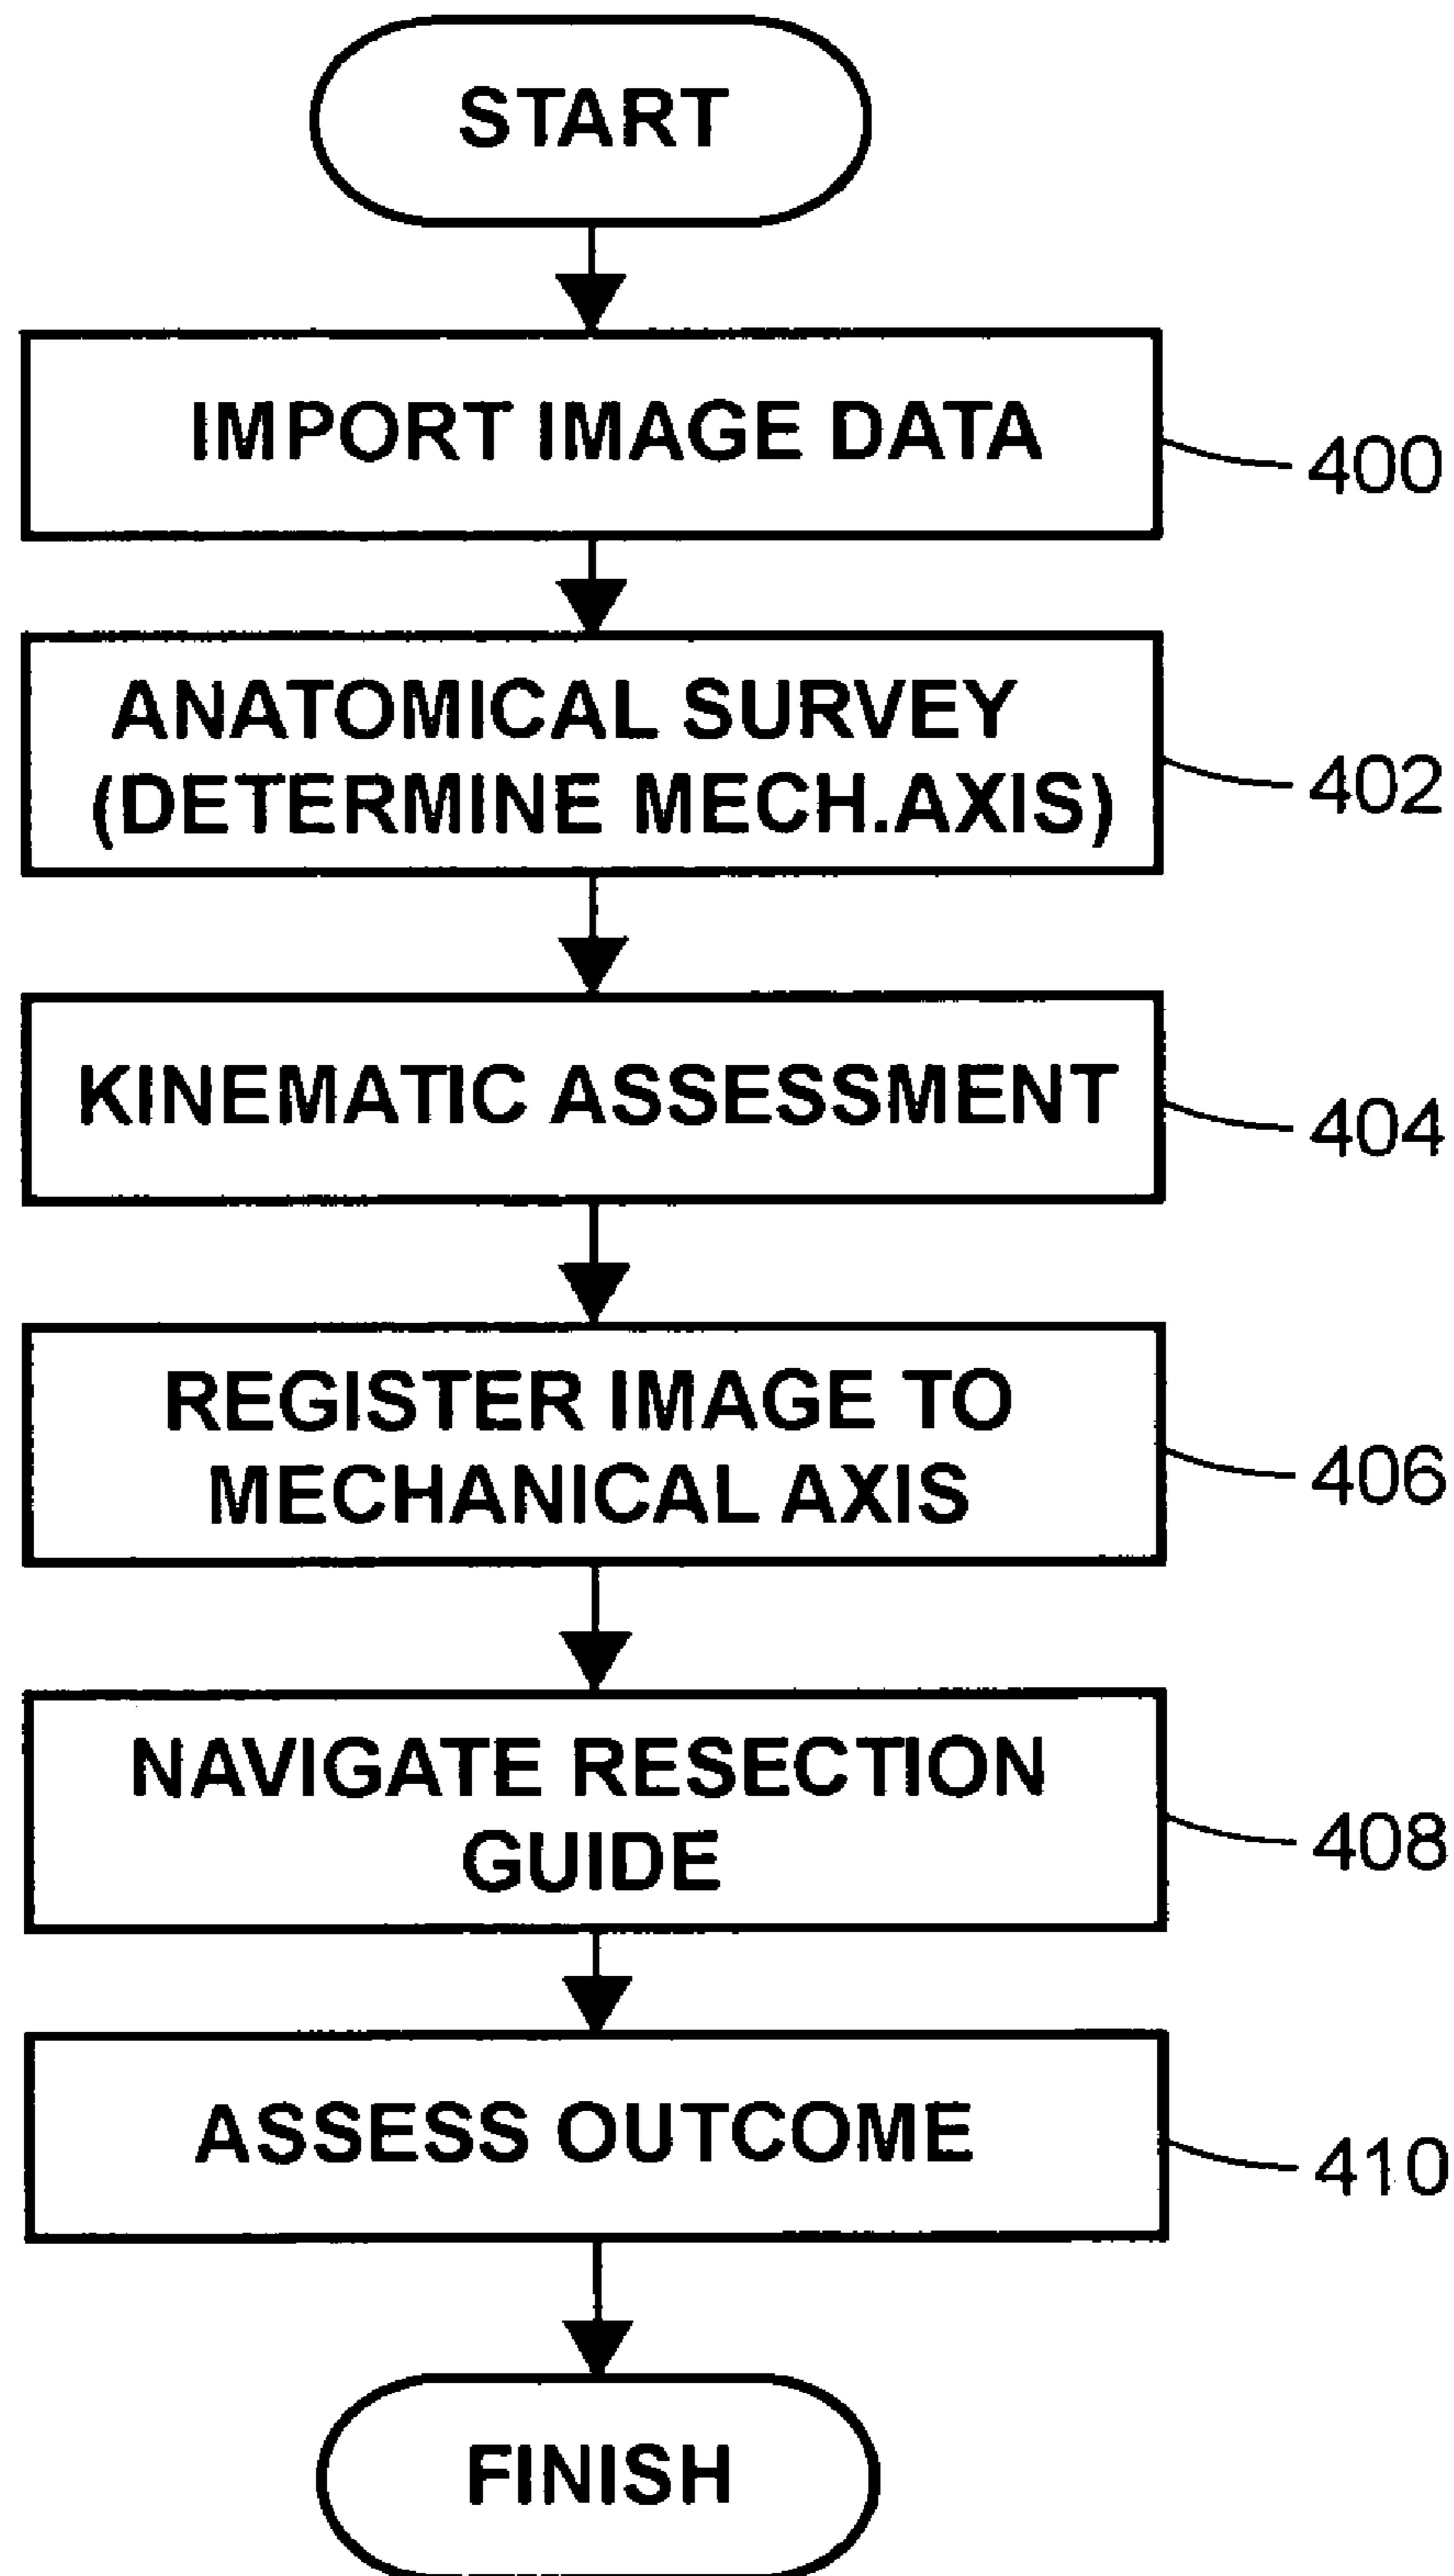 START
IMPORT IMAGE DATA
400
ANATOMICAL SURVEY
(DETERMINE MECH.AXIS)
402
KINEMATIC ASSESSMENT
404
REGISTER IMAGE TO
MECHANICAL AXIS
406
NAVIGATE RESECTION
GUIDE
408
ASSESS OUTCOME
410
FINISH